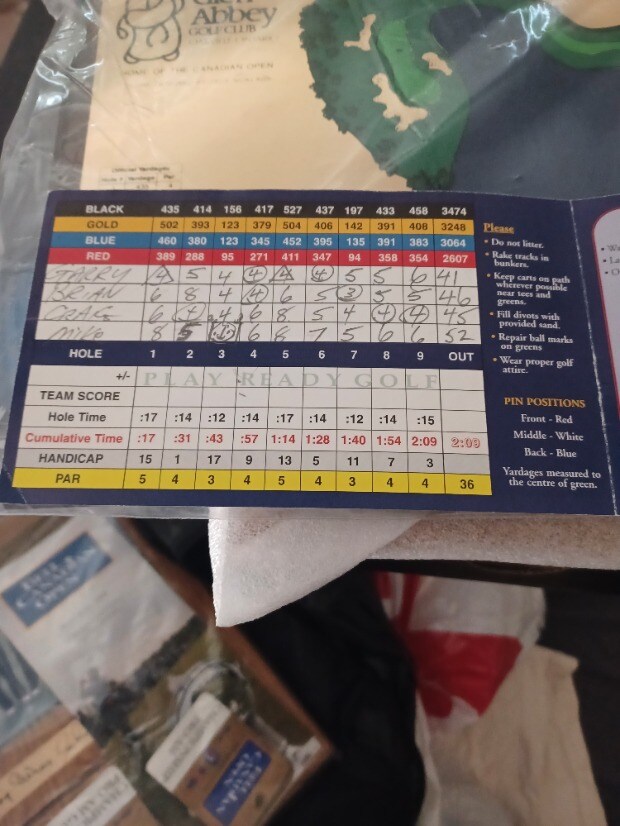 Glen
Abbey
GOLF CLUB
HOME OF THE CANADIAN OPEN
BLACK 435 414 156 417 527 437 197 433 458 3474
GOLD 502 393 123 379 504 406 142 391 408 3248
BLUE 460 380 123 345 452 395 135 391 383 3064
RED 389 288 95 271 411 347 94 358 354 2607
4 5 4 4 4 4 5 5 6 41
BRIAN 6 8 4 4 6 5 3 5 5 46
6 4 4 6 8 5 4 4 4 45
MIKE 8 5 6 8 7 5 6 6 52
HOLE 1 2 3 4 5 6 7 8 9 OUT
+/- PLAY READY GOLF
TEAM SCORE
Hole Time :17 :14 :12 :14 :17 :14 :12 :14 :15
Cumulative Time :17 :31 :43 :57 1:14 1:28 1:40 1:54 2:09 2:09
HANDICAP 15 1 17 9 13 5 11 7 3
PAR 5 4 3 4 5 4 3 4 4 36
Please
• Do not litter.
• Rake tracks in
bunkers.
• Keep carts on path
wherever possible
near tees and
greens.
• Fill divots with
provided sand.
• Repair ball marks
on greens
• Wear proper golf
attire.
PIN POSITIONS
Front - Red
Middle - White
Back - Blue
Yardages measured to
the centre of green.